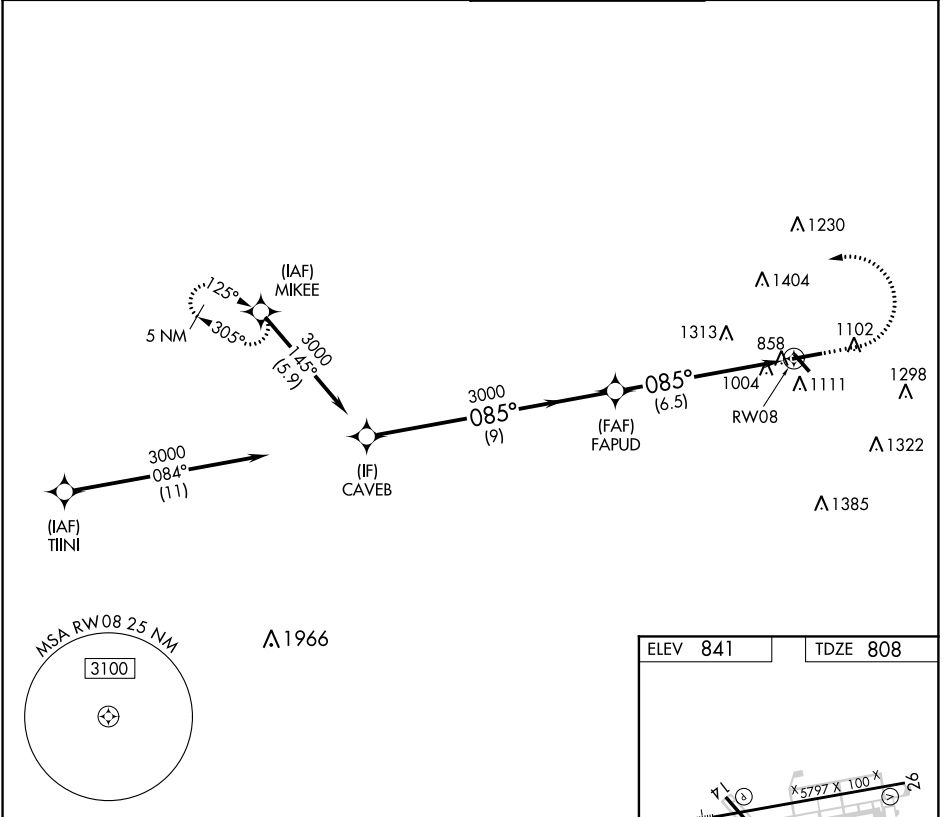 1230
(IAF)
MIKEE
125°
1404
305°
5 NM
3000
145°
(5.9)
1313
858
1102
1004
1111
1298
RW08
3000
085°
(9)
085°
(6.5)
(FAF)
FAPUD
1322
3000
084°
(11)
(IF)
CAVEB
1385
(IAF)
TIINI
MSA RW08 25 NM
3100
1966
ELEV 841
TDZE 808
14
P
X 5797 X 100 X
V
26